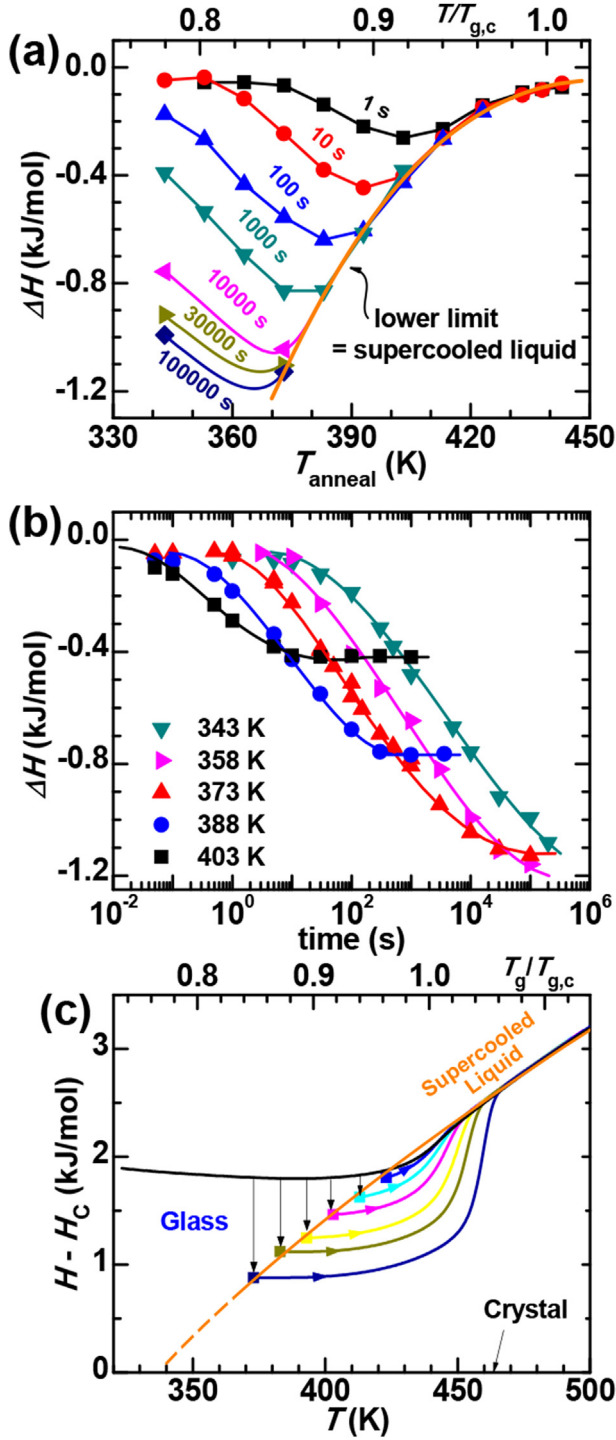 T/Tg,c
0.8 0.9 1.0
(a)
0.0
-0.4
-0.8
-1.2
ΔH (kJ/mol)
1 s
10 s
100 s
1000 s
10000 s
30000 s
100000 s
lower limit
= supercooled liquid
330 360 390 420 450
Tanneal (K)
(b)
0.0
-0.4
-0.8
-1.2
ΔH (kJ/mol)
343 K
358 K
373 K
388 K
403 K
10-2 100 102 104 106
time (s)
Tg/Tg,c
0.8 0.9 1.0
(c)
3
2
1
0
H - HC (kJ/mol)
Supercooled
Liquid
Glass
Crystal
350 400 450 500
T (K)